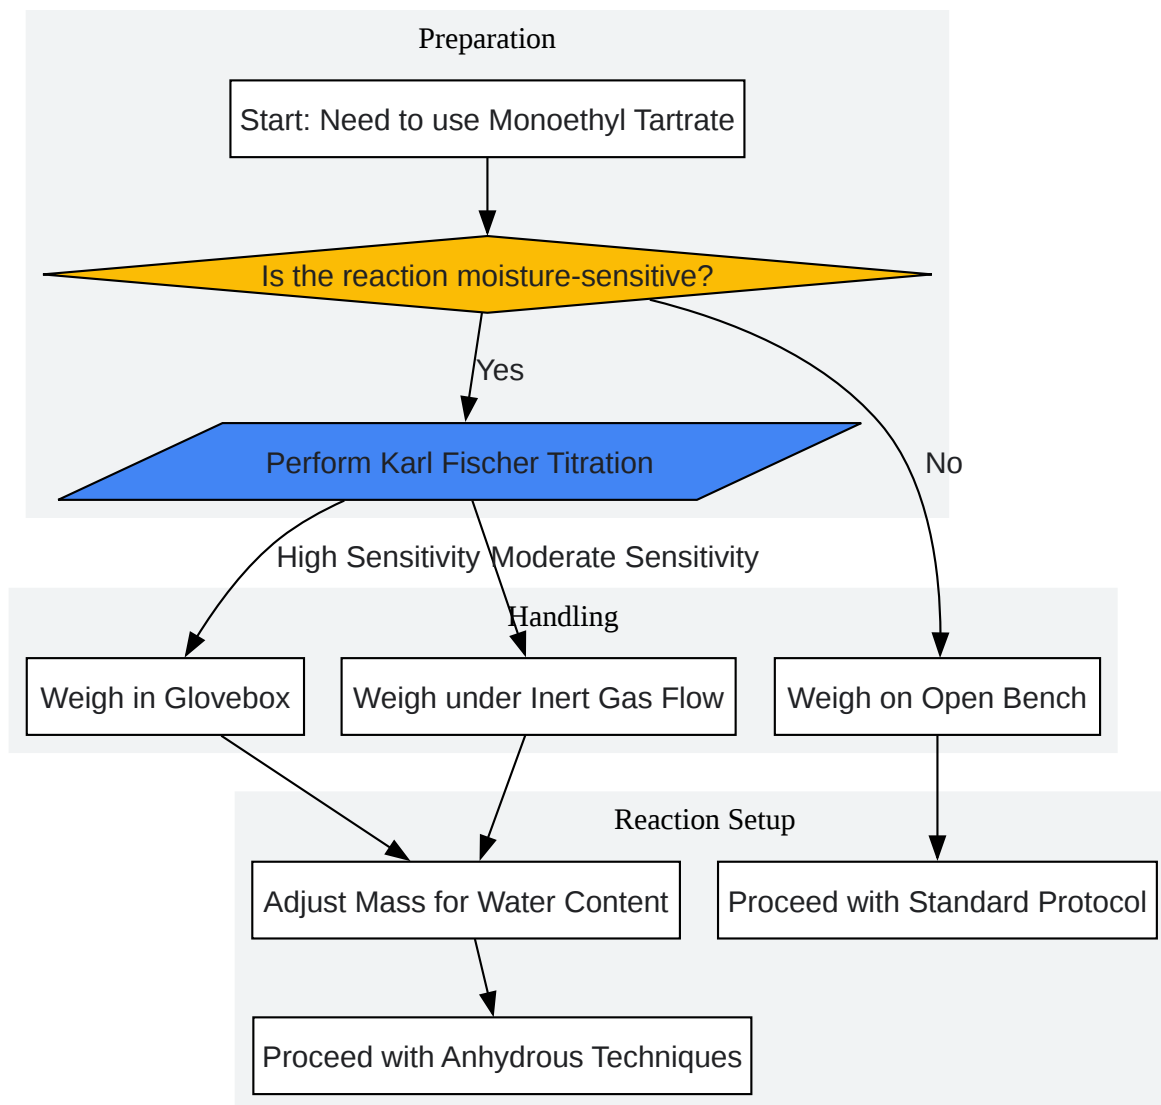 Preparation
Start: Need to use Monoethyl Tartrate
Is the reaction moisture-sensitive?
Yes
Perform Karl Fischer Titration
No
High Sensitivity
Moderate Sensitivity
Handling
Weigh in Glovebox
Weigh under Inert Gas Flow
Weigh on Open Bench
Reaction Setup
Adjust Mass for Water Content
Proceed with Standard Protocol
Proceed with Anhydrous Techniques